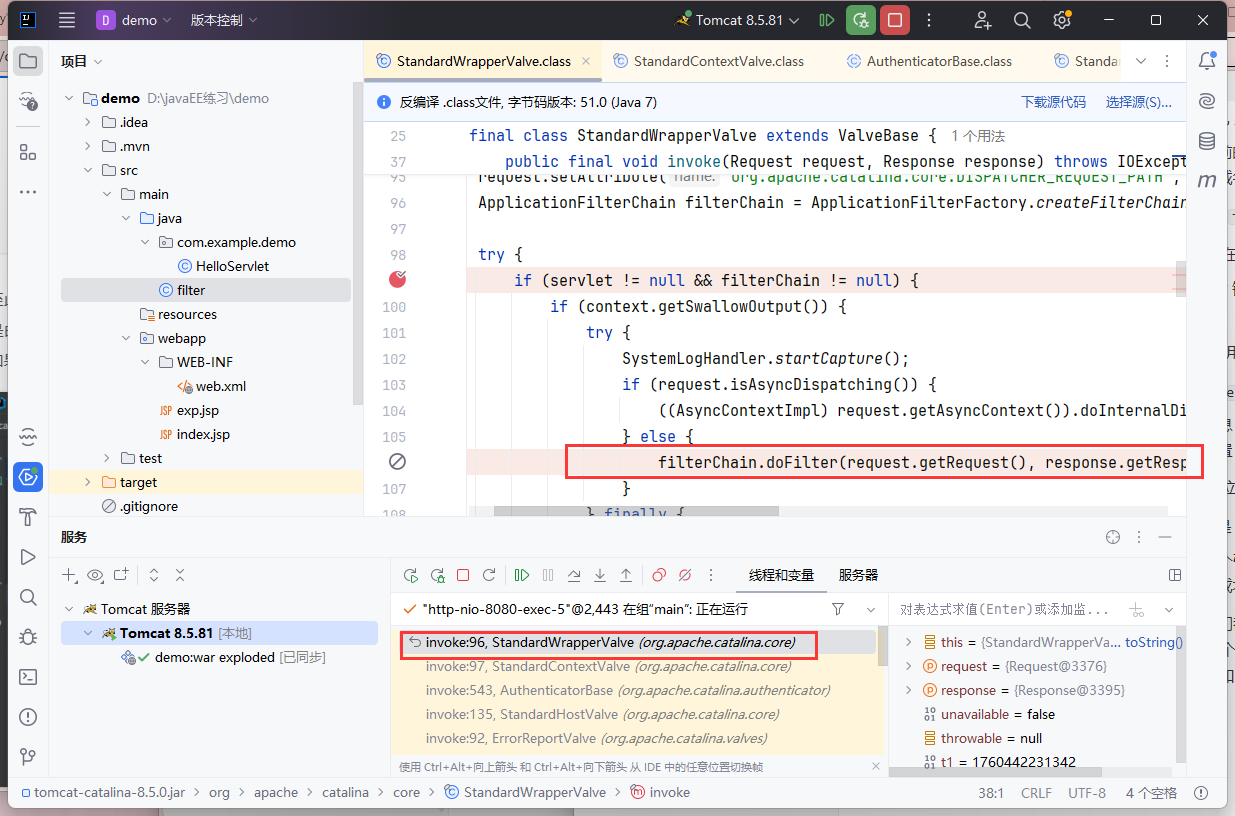 D demo 版本控制 Tomcat 8.5.81
项目
StandardWrapperValve.class StandardContextValve.class AuthenticatorBase.class Standa
反编译 .class文件, 字节码版本: 51.0 (Java 7) 下载源代码 选择源(S)...
demo D:\javaEE练习\demo
.idea
.mvn
src
main
java
com.example.demo
HelloServlet
filter
resources
webapp
WEB-INF
web.xml
JSP exp.jsp
JSP index.jsp
test
target
.gitignore
25 final class StandardWrapperValve extends ValveBase { 1个用法
37 public final void invoke(Request request, Response response) throws IOExcept
95 request.setAttribute( name: "org.apache.catalina.core.DISPATCHER_REQUEST_PATH",
96 ApplicationFilterChain filterChain = ApplicationFilterFactory.createFilterChain
97
98 try {
if (servlet != null && filterChain != null) {
100 if (context.getSwallowOutput()) {
101 try {
102 SystemLogHandler.startCapture();
103 if (request.isAsyncDispatching()) {
104 ((AsyncContextImpl) request.getAsyncContext()).doInternalDi
105 } else {
filterChain.doFilter(request.getRequest(), response.getResp
107 }
108 } finally {
服务
线程和变量 服务器
Tomcat 服务器
Tomcat 8.5.81 [本地]
demo:war exploded [已同步]
"http-nio-8080-exec-5"@2,443 在组"main": 正在运行
invoke:96, StandardWrapperValve (org.apache.catalina.core)
invoke:97, StandardContextValve (org.apache.catalina.core)
invoke:543, AuthenticatorBase (org.apache.catalina.authenticator)
invoke:135, StandardHostValve (org.apache.catalina.core)
invoke:92, ErrorReportValve (org.apache.catalina.valves)
使用 Ctrl+Alt+向上箭头 和 Ctrl+Alt+向下箭头 从 IDE 中的任意位置切换帧
对表达式求值(Enter)或添加监...
this = {StandardWrapperVa... toString()
request = {Request@3376}
response = {Response@3395}
unavailable = false
throwable = null
t1 = 1760442231342
tomcat-catalina-8.5.0.jar > org > apache > catalina > core > StandardWrapperValve > invoke 38:1 CRLF UTF-8 4 个空格